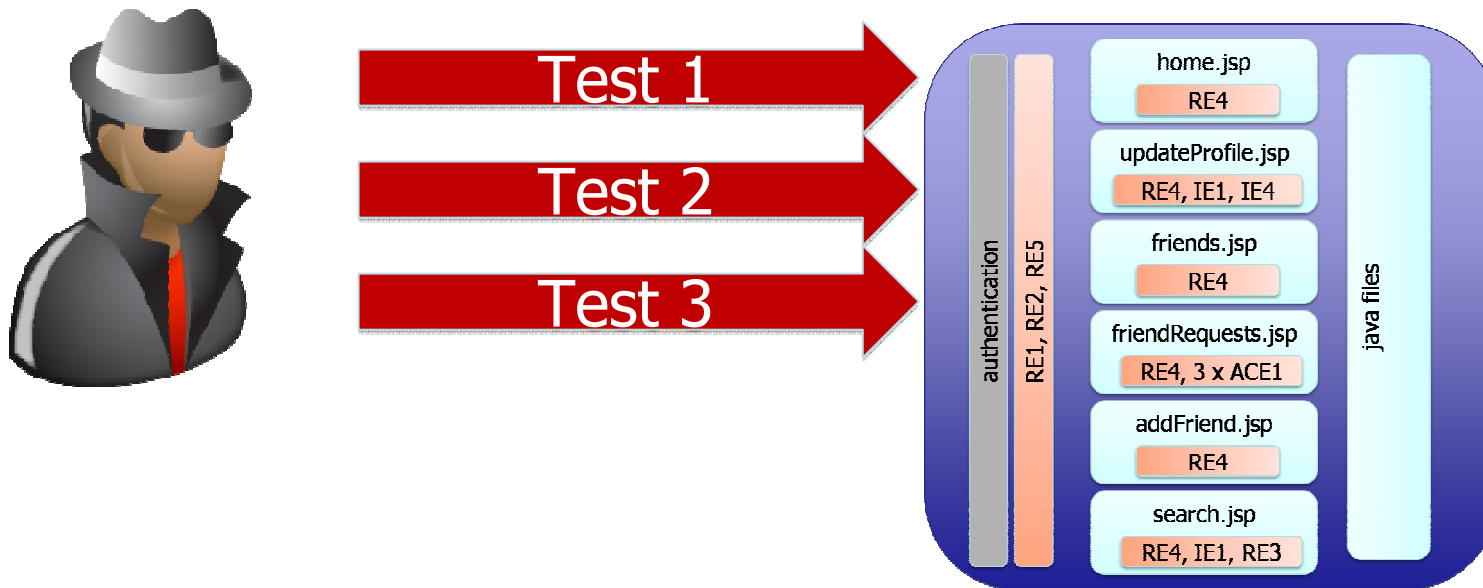 Test 1
Test 2
Test 3
authentication
RE1, RE2, RE5
home.jsp
RE4
updateProfile.jsp
RE4, IE1, IE4
friends.jsp
RE4
friendRequests.jsp
RE4, 3 x ACE1
addFriend.jsp
RE4
search.jsp
RE4, IE1, RE3
java files